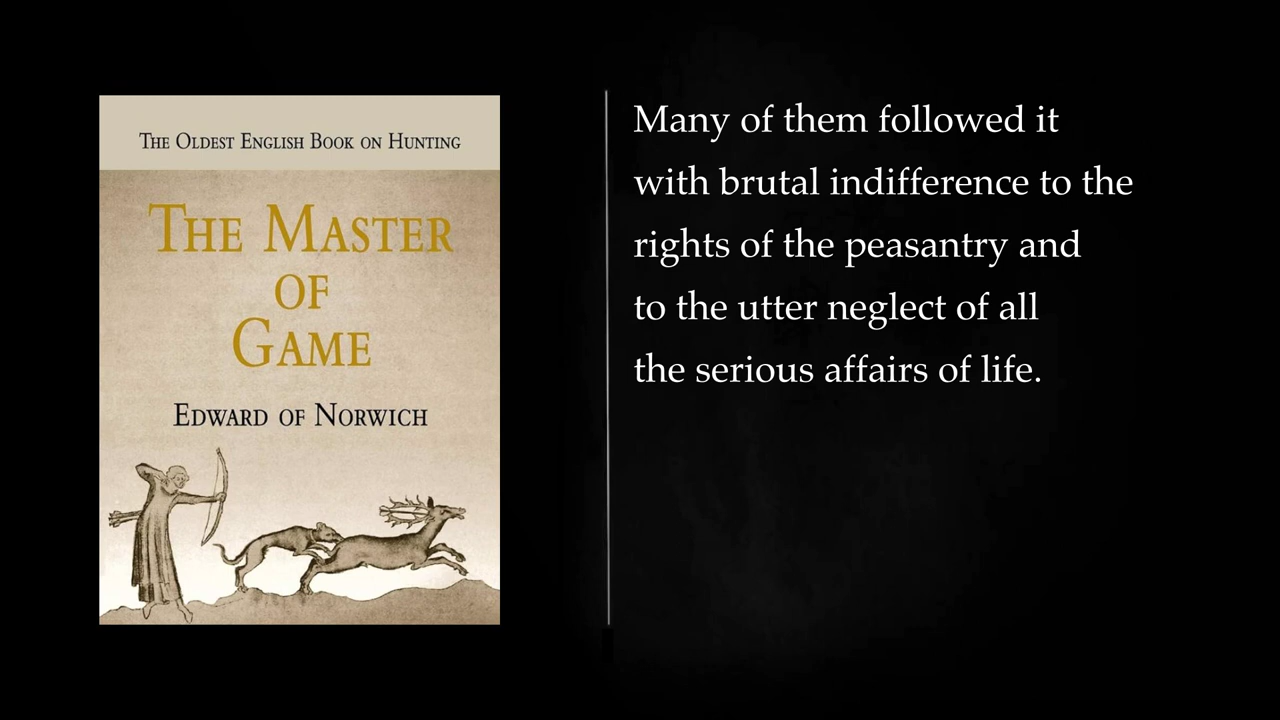 The Oldest English Book on Hunting
The Master
of
Game
Edward of Norwich
Many of them followed it
with brutal indifference to the
rights of the peasantry and
to the utter neglect of all
the serious affairs of life.